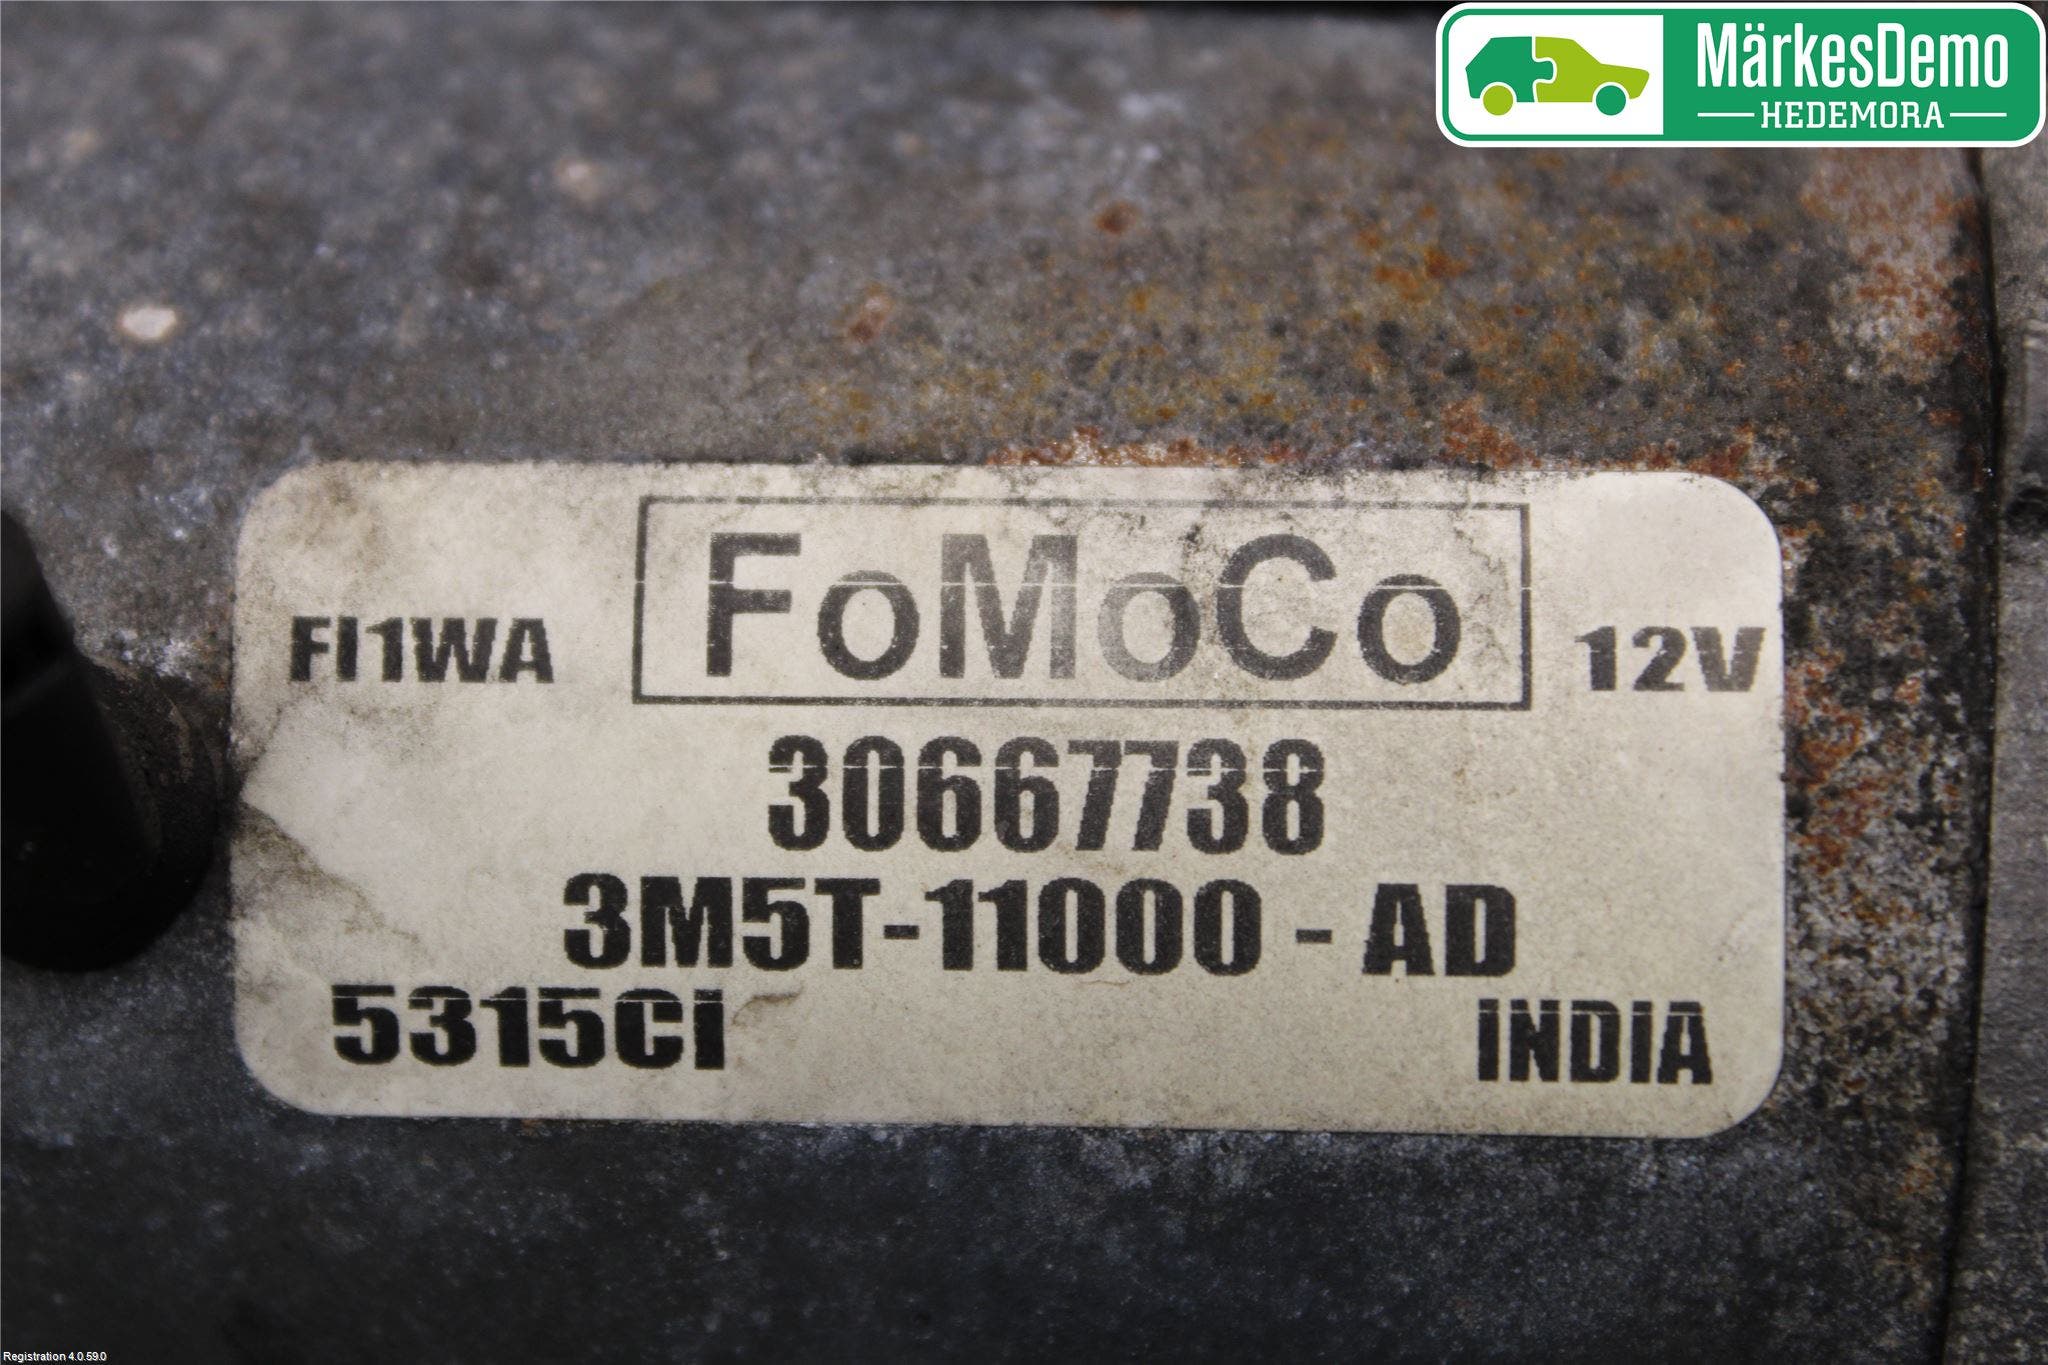 MärkesDemo
HEDEMORA
FoMoCo
FI1WA
12V
30667738
3M5T-11000-AD
5315CI
INDIA
Registration 4.0.59.0